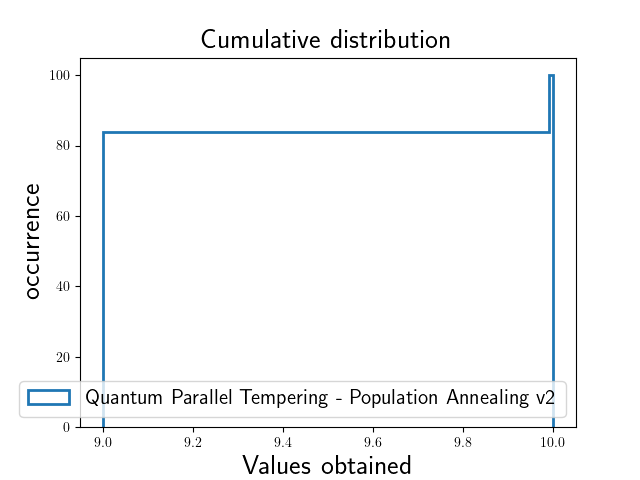 Cumulative distribution
100
80
60
40
20
0
occurrence
Quantum Parallel Tempering - Population Annealing v2
9.0 9.2 9.4 9.6 9.8 10.0
Values obtained